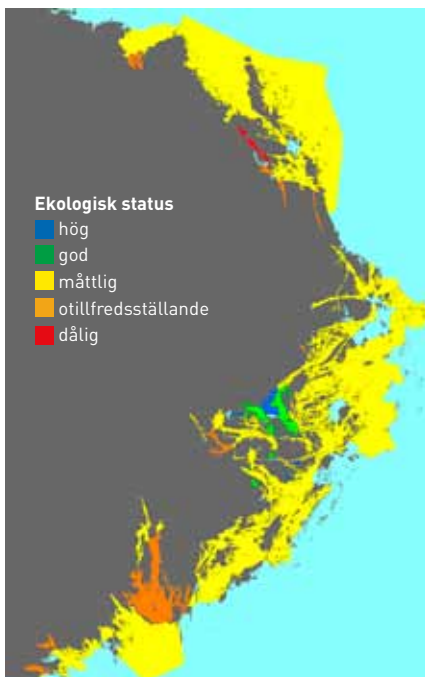 Ekologisk status
hög
god
måttlig
otillfredsställande
dålig